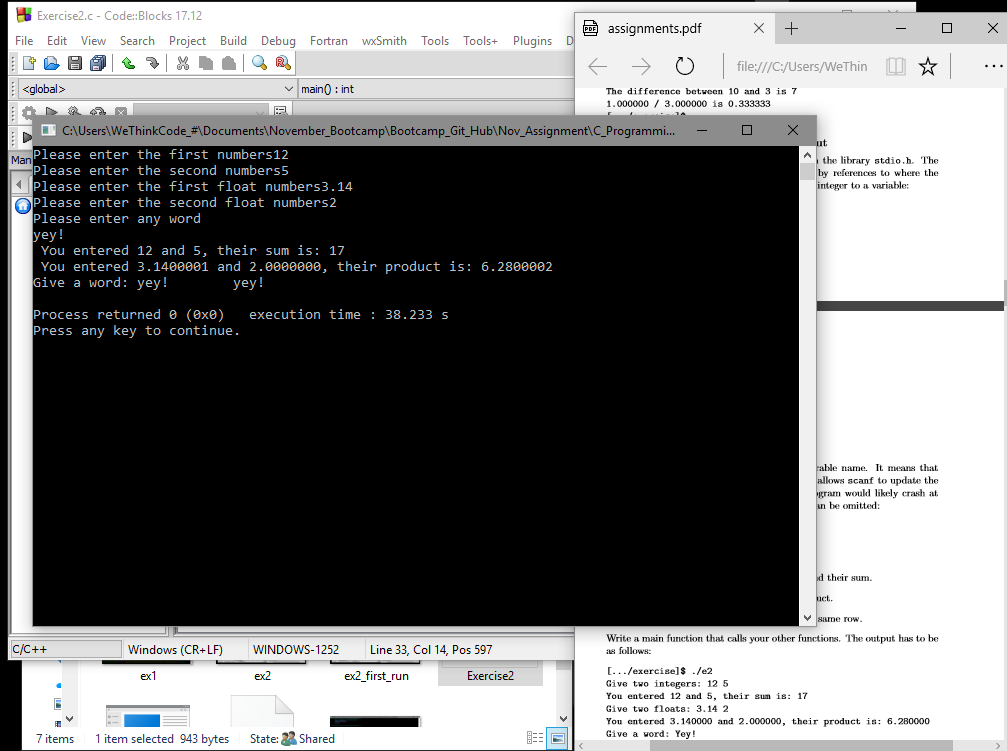 Exercise2.c - Code::Blocks 17.12
File Edit View Search Project Build Debug Fortran wxSmith Tools Tools+ Plugins D
<global>
main() : int
Man
assignments.pdf
file:///C:/Users/WeThin
The difference between 10 and 3 is 7
1.000000 / 3.000000 is 0.333333
C:\Users\WeThinkCode_#\Documents\November_Bootcamp\Bootcamp_Git_Hub\Nov_Assignment\C_Programmi...
Please enter the first numbers12
Please enter the second numbers5
Please enter the first float numbers3.14
Please enter the second float numbers2
Please enter any word
yey!
You entered 12 and 5, their sum is: 17
You entered 3.1400001 and 2.0000000, their product is: 6.2800002
Give a word: yey! yey!
Process returned 0 (0x0) execution time : 38.233 s
Press any key to continue.
ut
the library stdio.h. The
by references to where the
integer to a variable:
able name. It means that
allows scanf to update the
gram would likely crash at
an be omitted:
d their sum.
uct.
same row.
Write a main function that calls your other functions. The output has to be
as follows:
[.../exercise]$ ./e2
Give two integers: 12 5
You entered 12 and 5, their sum is: 17
Give two floats: 3.14 2
You entered 3.140000 and 2.000000, their product is: 6.280000
Give a word: Yey!
C/C++
Windows (CR+LF)
WINDOWS-1252
Line 33, Col 14, Pos 597
ex1
ex2
ex2_first_run
Exercise2
7 items
1 item selected 943 bytes
State: Shared